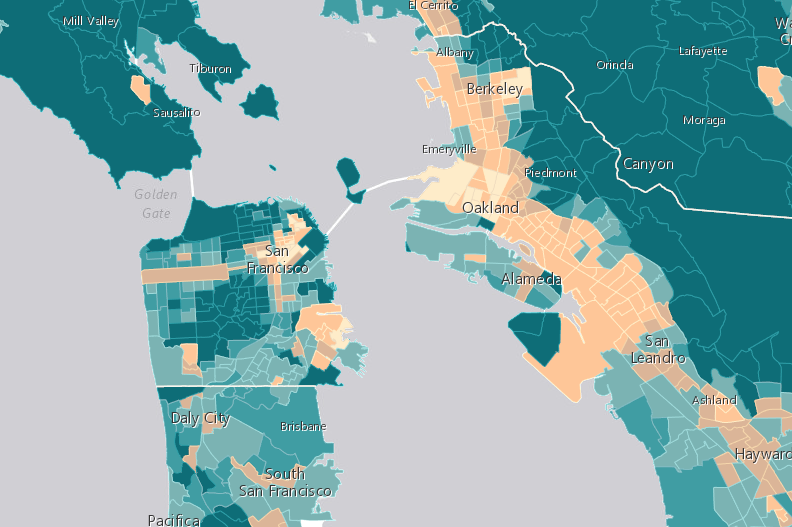 El Cerrito
Mill Valley
Albany
Lafayette
Orinda
Tiburon
Berkeley
Sausalito
Moraga
Emeryville
Canyon
Piedmont
Golden
Gate
Oakland
San
Francisco
Alameda
San
Leandro
Ashland
Daly City
Brisbane
Hayward
South
San Francisco
Pacifica